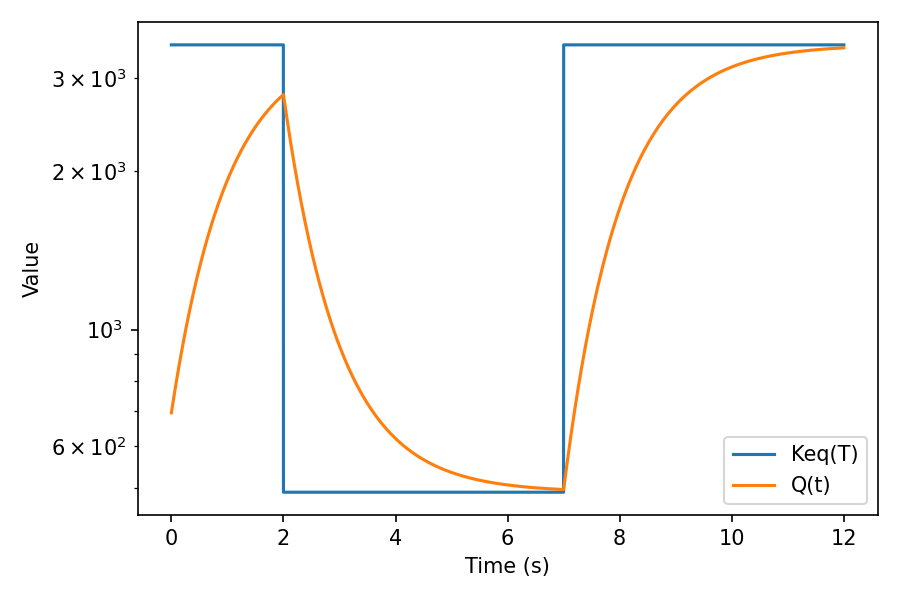 3 × 10³
2 × 10³
10³
6 × 10²
Value
0 2 4 6 8 10 12
Time (s)
Keq(T)
Q(t)